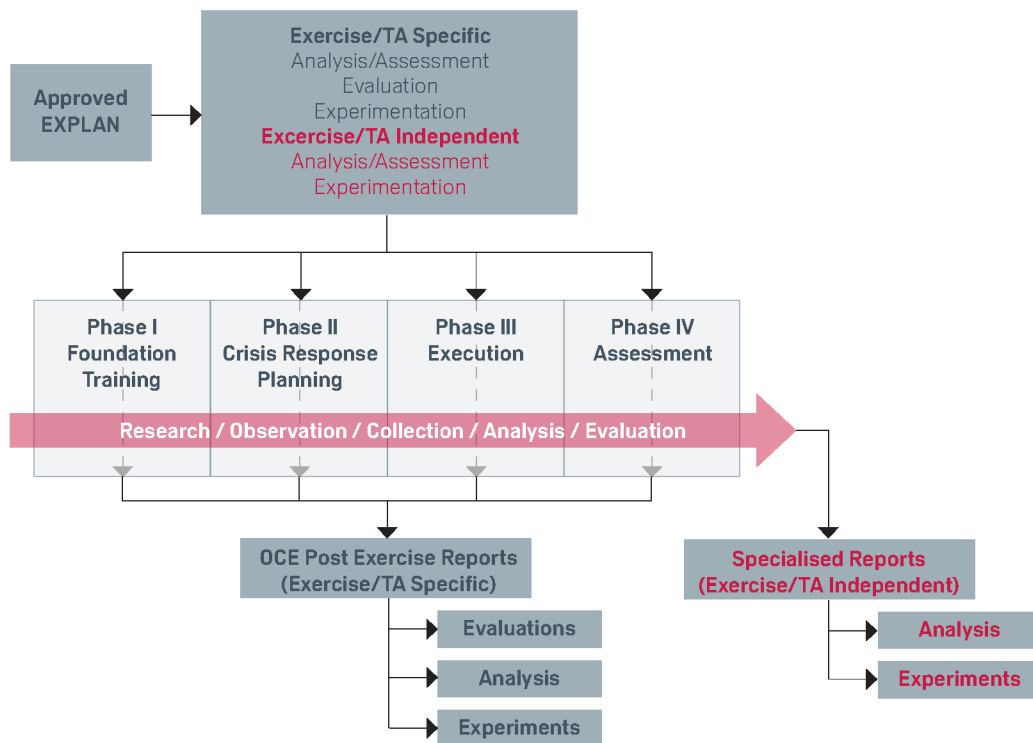 Exercise/TA Specific
Analysis/Assessment
Evaluation
Experimentation
Excercise/TA Independent
Analysis/Assessment
Experimentation
Approved
EXPLAN
Phase I
Foundation
Training
Phase II
Crisis Response
Planning
Phase III
Execution
Phase IV
Assessment
Research / Observation / Collection / Analysis / Evaluation
OCE Post Exercise Reports
(Exercise/TA Specific)
Evaluations
Analysis
Experiments
Specialised Reports
(Exercise/TA Independent)
Analysis
Experiments